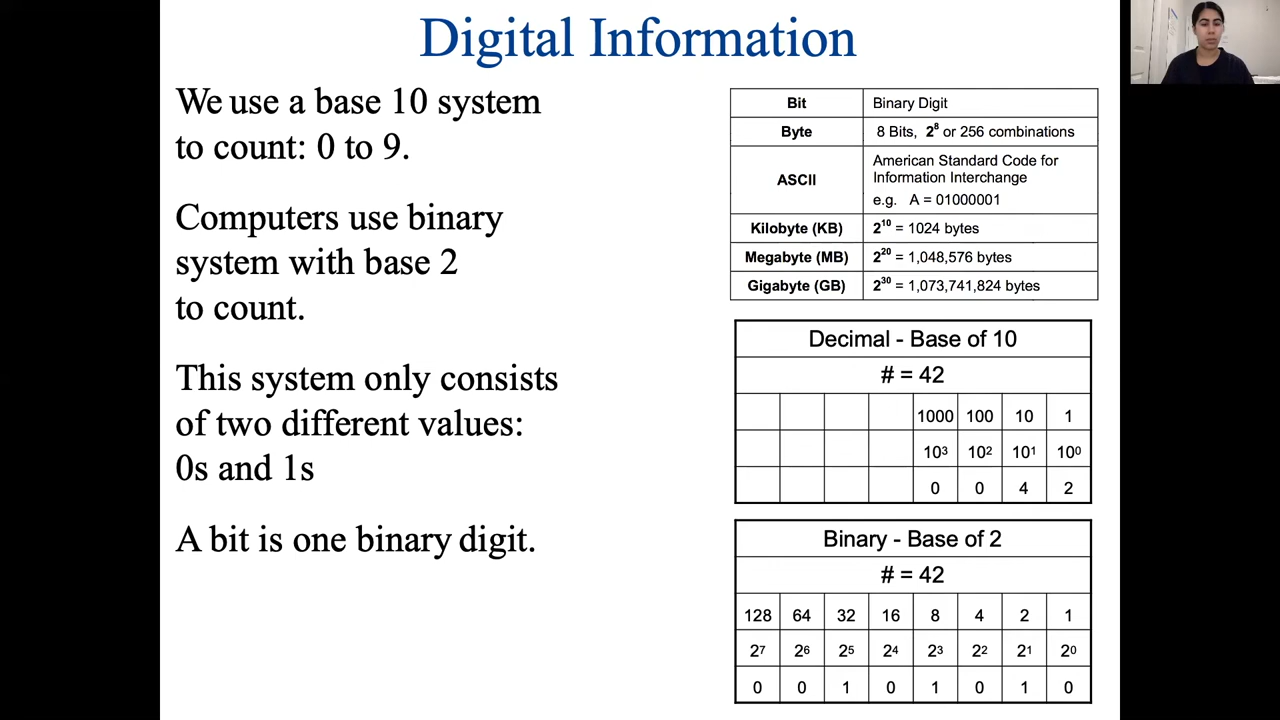 Digital Information
We use a base 10 system
to count: 0 to 9.
Computers use binary
system with base 2
to count.
This system only consists
of two different values:
0s and 1s
A bit is one binary digit.
Bit Binary Digit
Byte 8 Bits, 2⁸ or 256 combinations
ASCII American Standard Code for
Information Interchange
e.g. A = 01000001
Kilobyte (KB) 2¹⁰ = 1024 bytes
Megabyte (MB) 2²⁰ = 1,048,576 bytes
Gigabyte (GB) 2³⁰ = 1,073,741,824 bytes
Decimal - Base of 10
# = 42
1000 100 10 1
10³ 10² 10¹ 10⁰
0 0 4 2
Binary - Base of 2
# = 42
128 64 32 16 8 4 2 1
2⁷ 2⁶ 2⁵ 2⁴ 2³ 2² 2¹ 2⁰
0 0 1 0 1 0 1 0